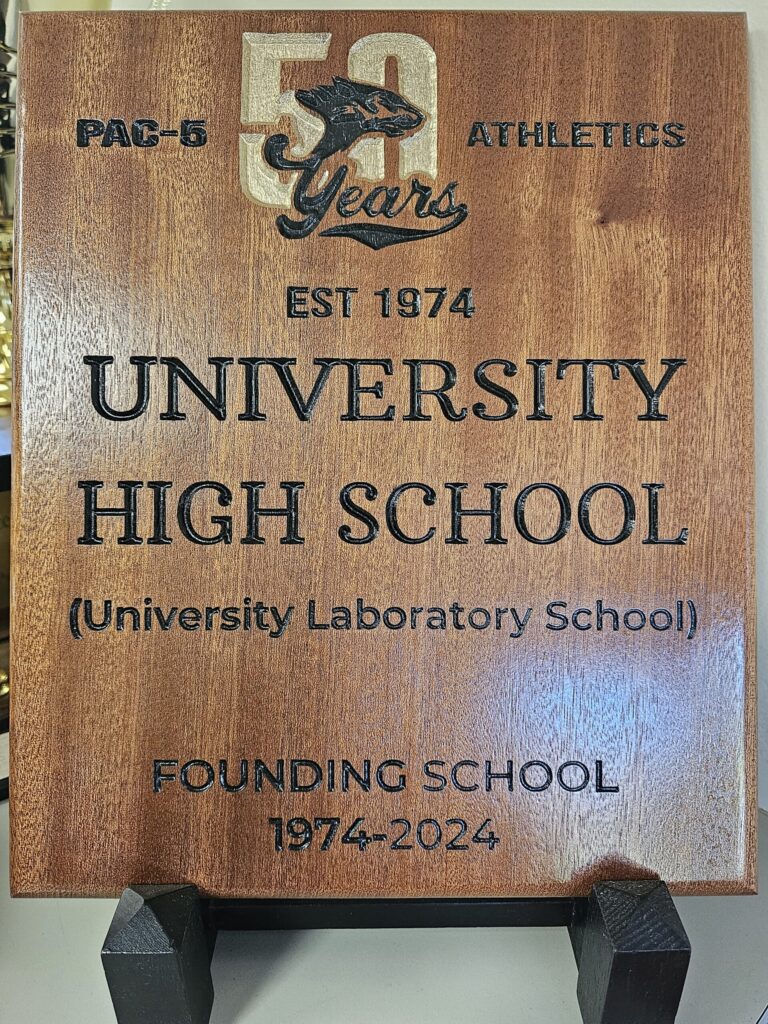 50
PAC-5 ATHLETICS
Years
EST 1974
UNIVERSITY
HIGH SCHOOL
(University Laboratory School)
FOUNDING SCHOOL
1974-2024